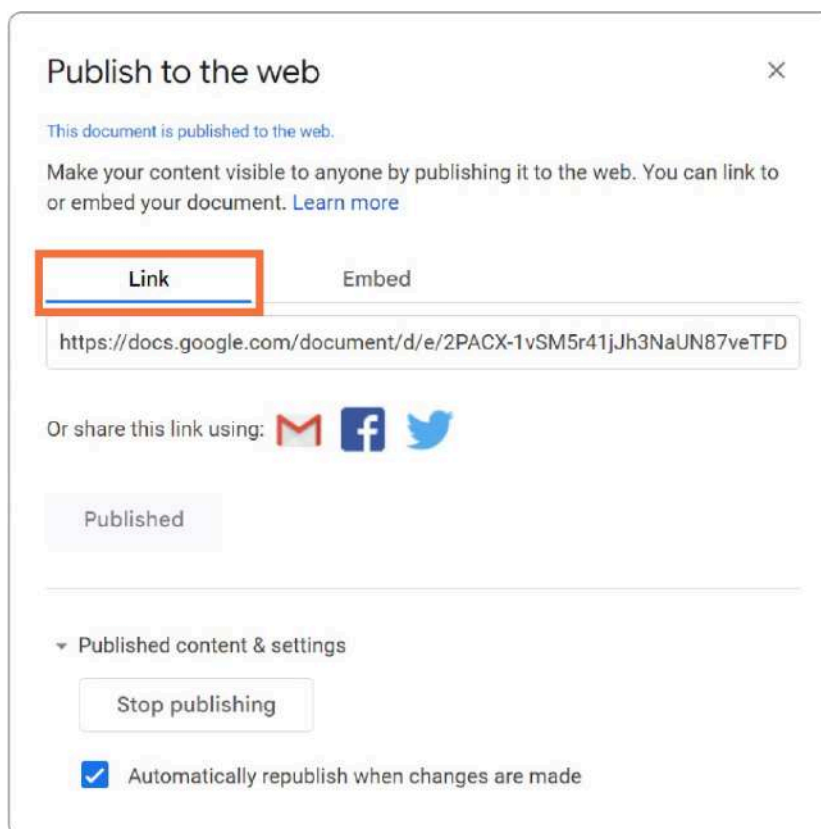 Publish to the web
This document is published to the web.
Make your content visible to anyone by publishing it to the web. You can link to
or embed your document. Learn more
Link Embed
https://docs.google.com/document/d/e/2PACX-1vSM5r41jJh3NaUN87veTFD
Or share this link using:
Published
Published content & settings
Stop publishing
Automatically republish when changes are made